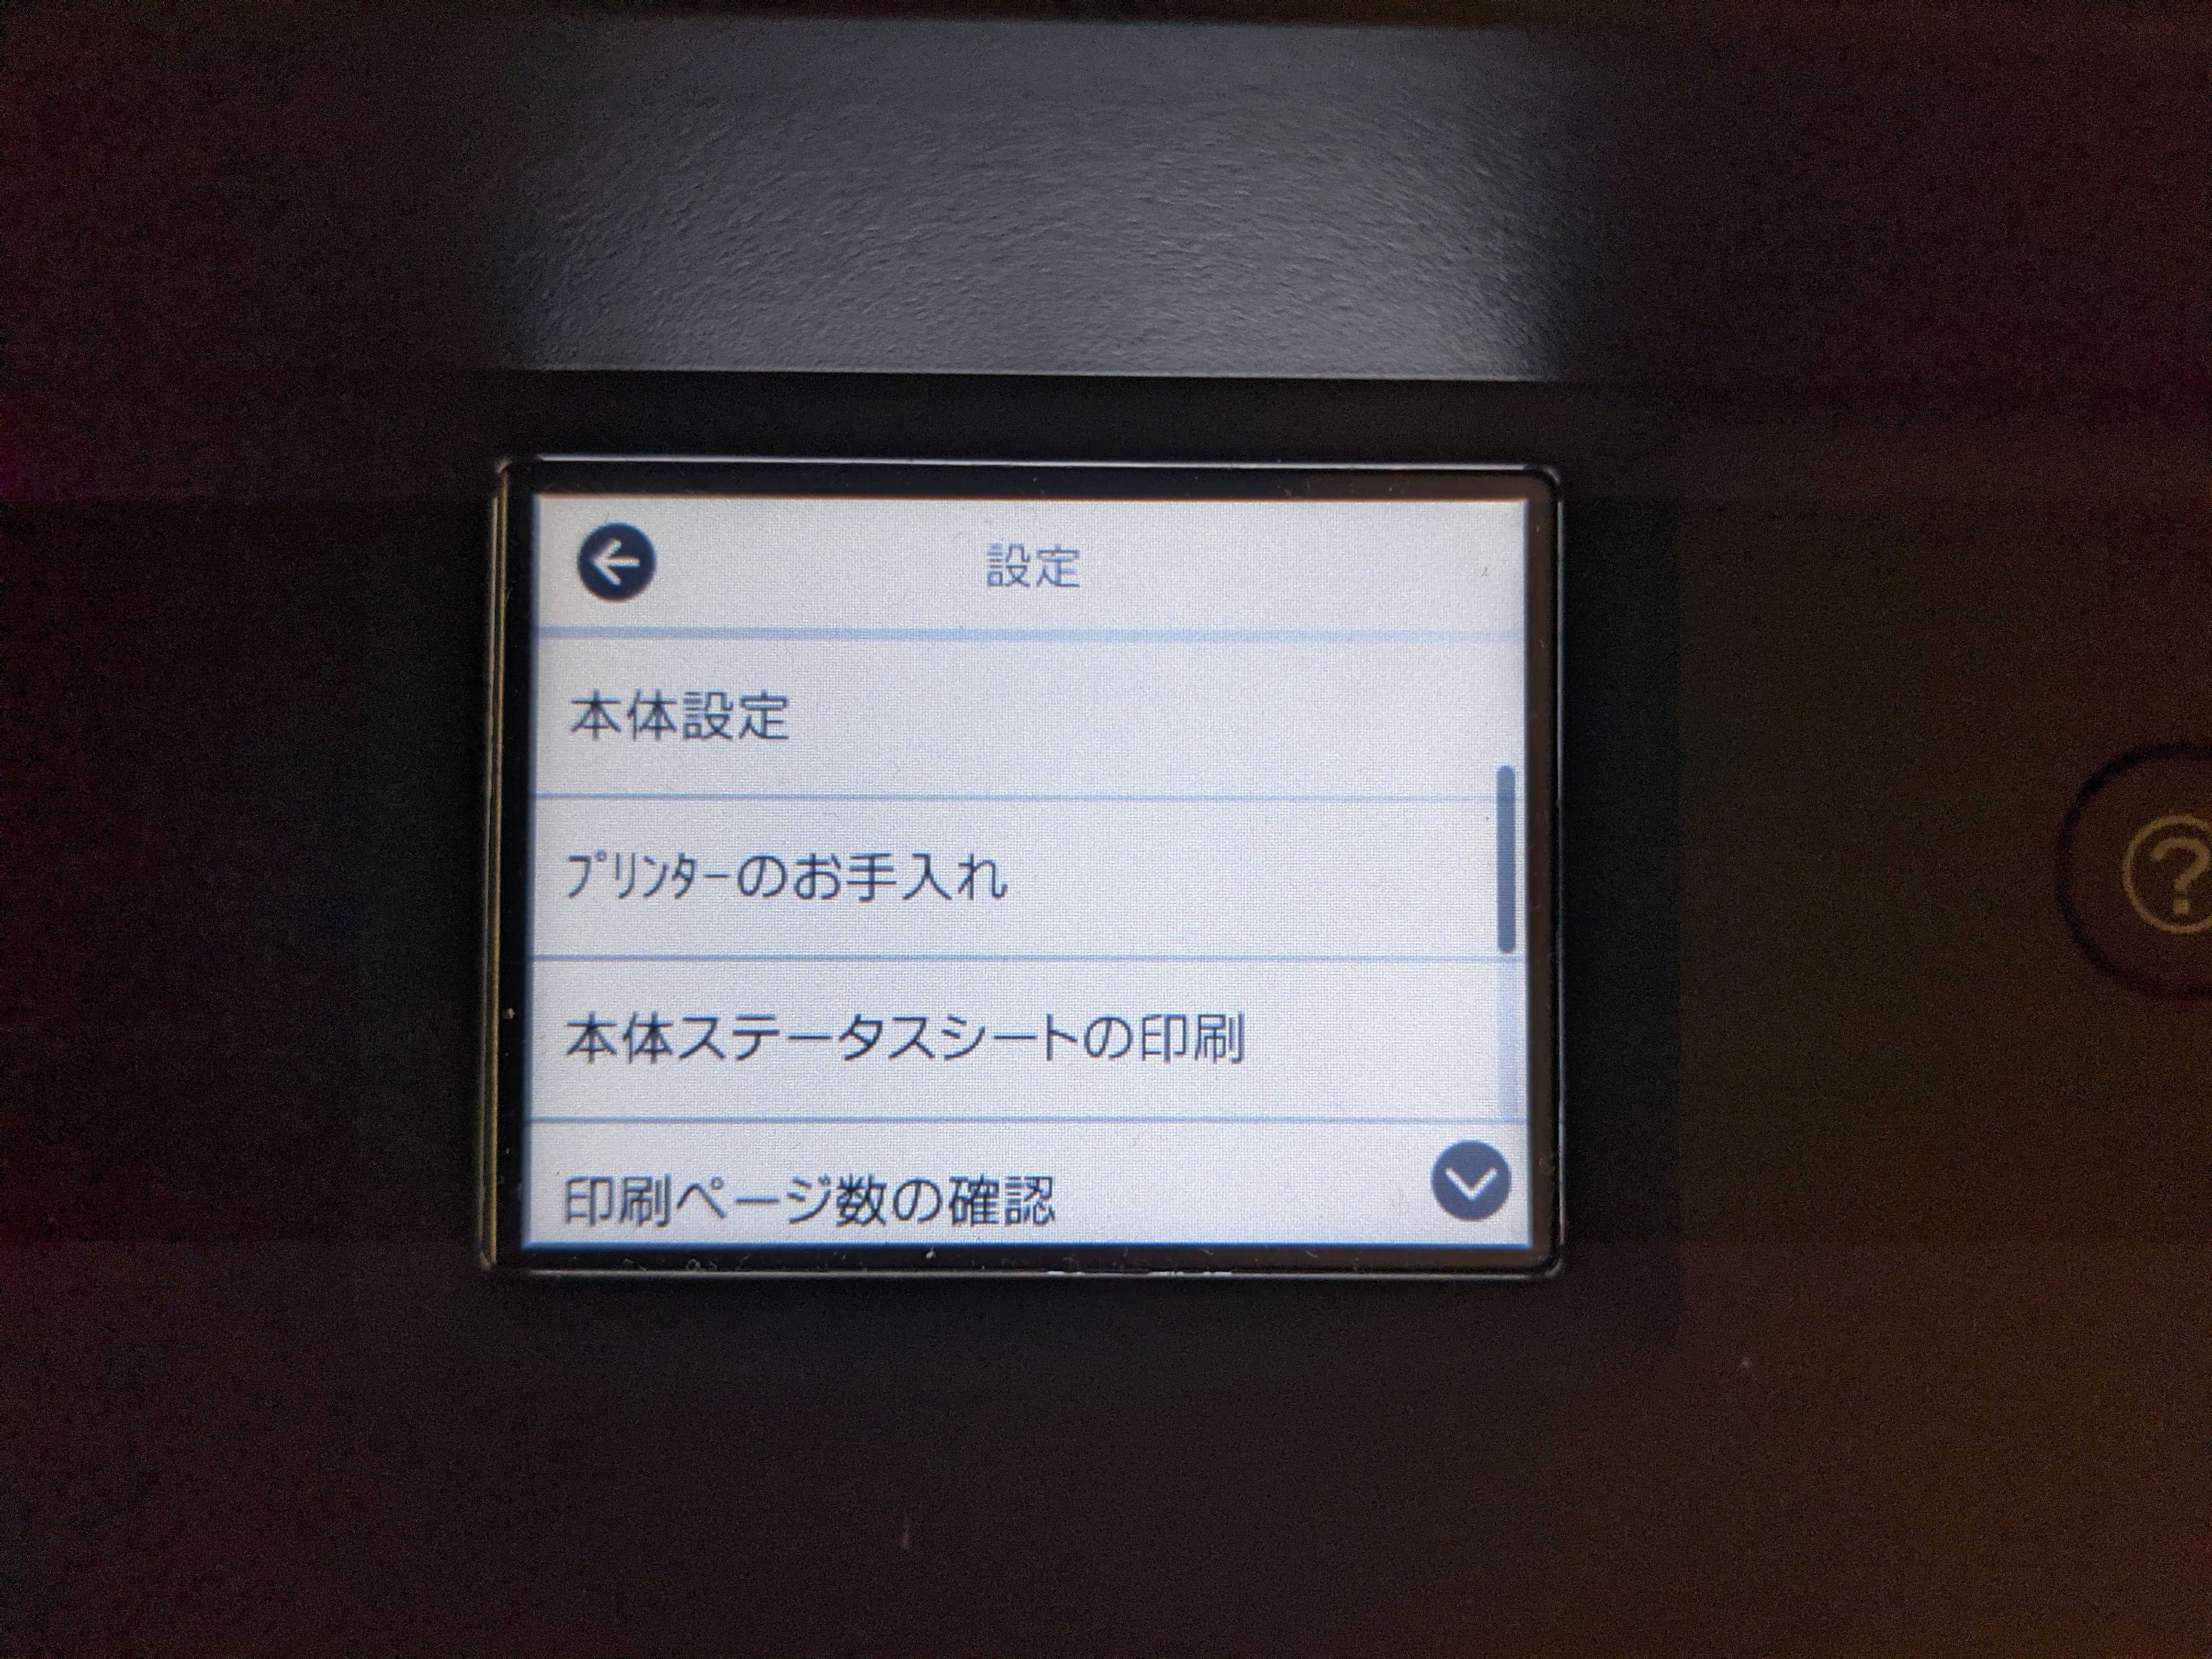 設定
本体設定
ﾌﾟﾘﾝﾀｰのお手入れ
本体ステータスシートの印刷
印刷ページ数の確認
?